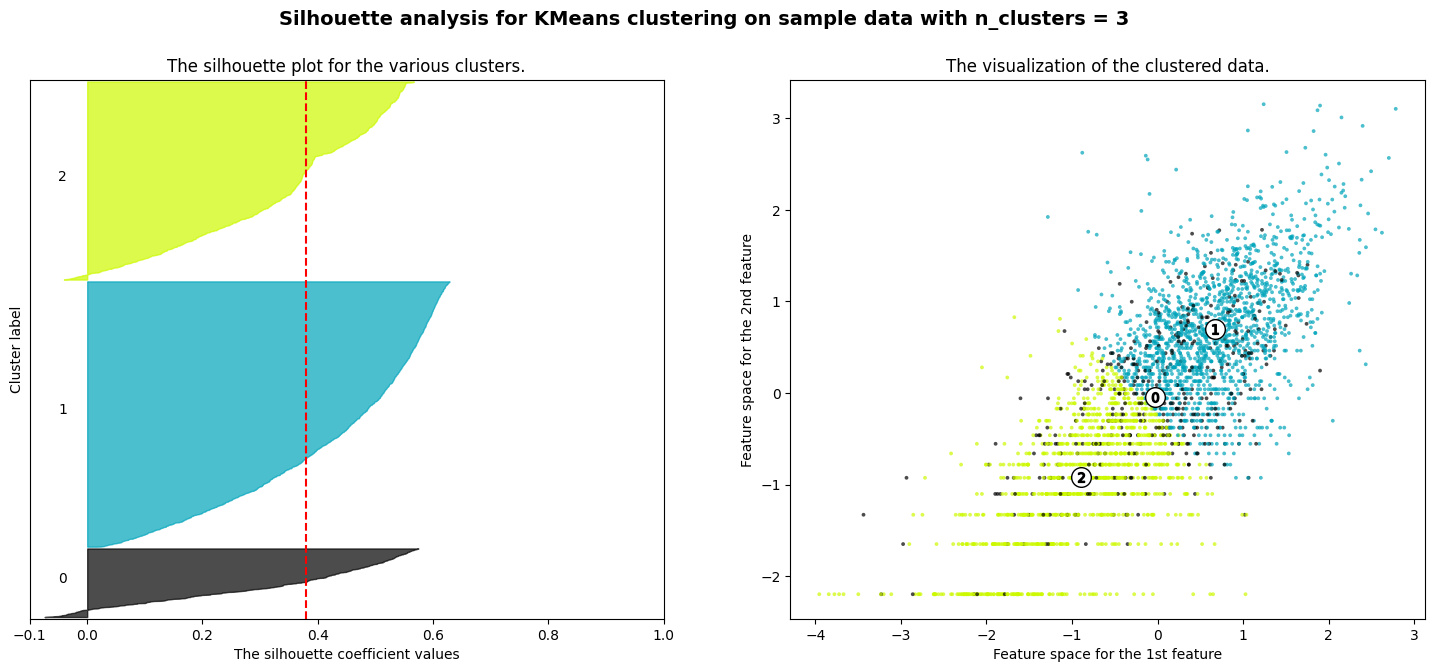 Silhouette analysis for KMeans clustering on sample data with n_clusters = 3
The silhouette plot for the various clusters.
2
1
0
Cluster label
−0.1 0.0 0.2 0.4 0.6 0.8 1.0
The silhouette coefficient values
The visualization of the clustered data.
3
2
1
0
−1
−2
Feature space for the 2nd feature
1
0
2
−4 −3 −2 −1 0 1 2 3
Feature space for the 1st feature